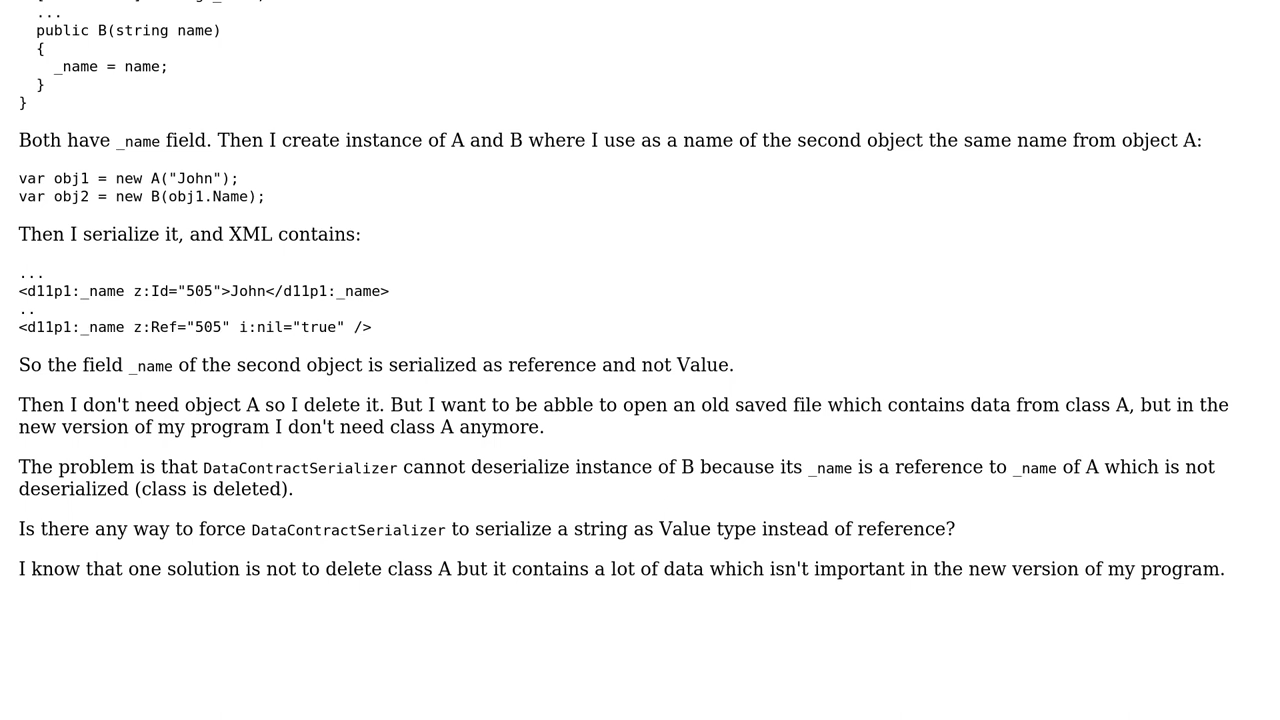 ...
public B(string name)
{
_name = name;
}
}
Both have _name field. Then I create instance of A and B where I use as a name of the second object the same name from object A:
var obj1 = new A("John");
var obj2 = new B(obj1.Name);
Then I serialize it, and XML contains:
...
<d11p1:_name z:Id="505">John</d11p1:_name>
..
<d11p1:_name z:Ref="505" i:nil="true" />
So the field _name of the second object is serialized as reference and not Value.
Then I don't need object A so I delete it. But I want to be abble to open an old saved file which contains data from class A, but in the
new version of my program I don't need class A anymore.
The problem is that DataContractSerializer cannot deserialize instance of B because its _name is a reference to _name of A which is not
deserialized (class is deleted).
Is there any way to force DataContractSerializer to serialize a string as Value type instead of reference?
I know that one solution is not to delete class A but it contains a lot of data which isn't important in the new version of my program.